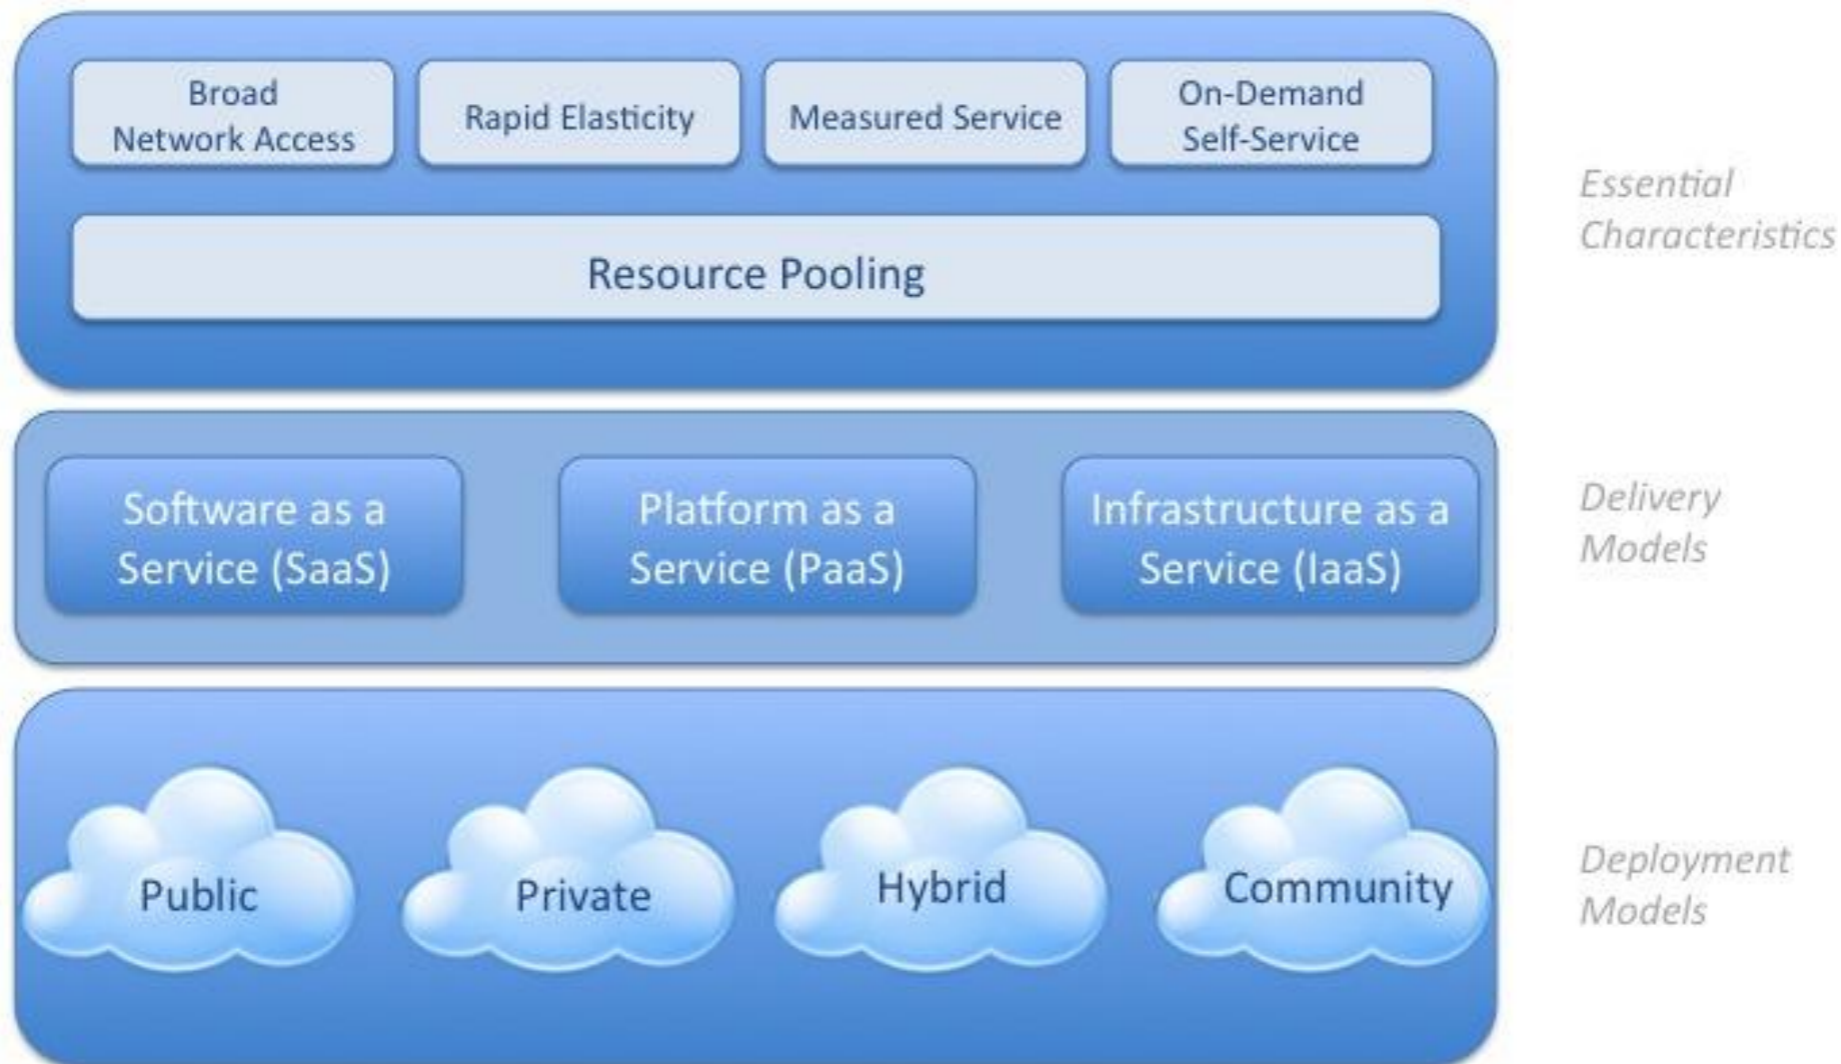 Broad
Network Access
Rapid Elasticity
Measured Service
On-Demand
Self-Service
Essential
Characteristics
Resource Pooling
Software as a
Service (SaaS)
Platform as a
Service (PaaS)
Infrastructure as a
Service (IaaS)
Delivery
Models
Public
Private
Hybrid
Community
Deployment
Models